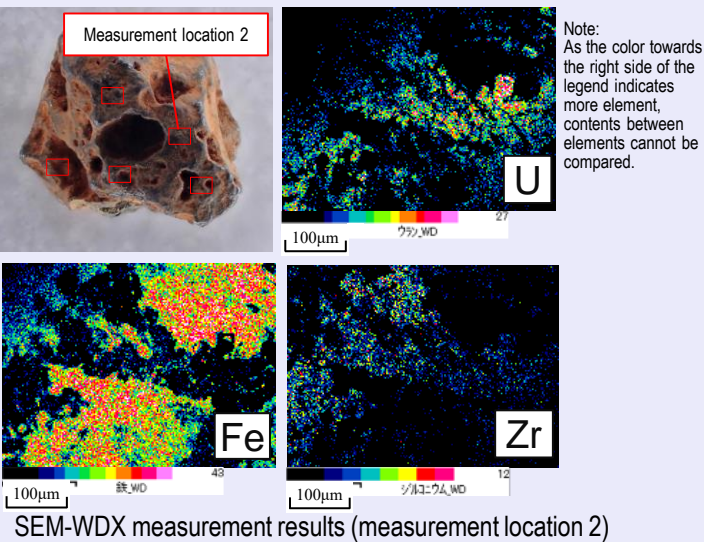 Measurement location 2
Note:
As the color towards
the right side of the
legend indicates
more element,
contents between
elements cannot be
compared.
U
27
ウラン_WD
100μm
Fe
43
鉄_WD
100μm
Zr
12
ジルコニウム_WD
100μm
SEM-WDX measurement results (measurement location 2)